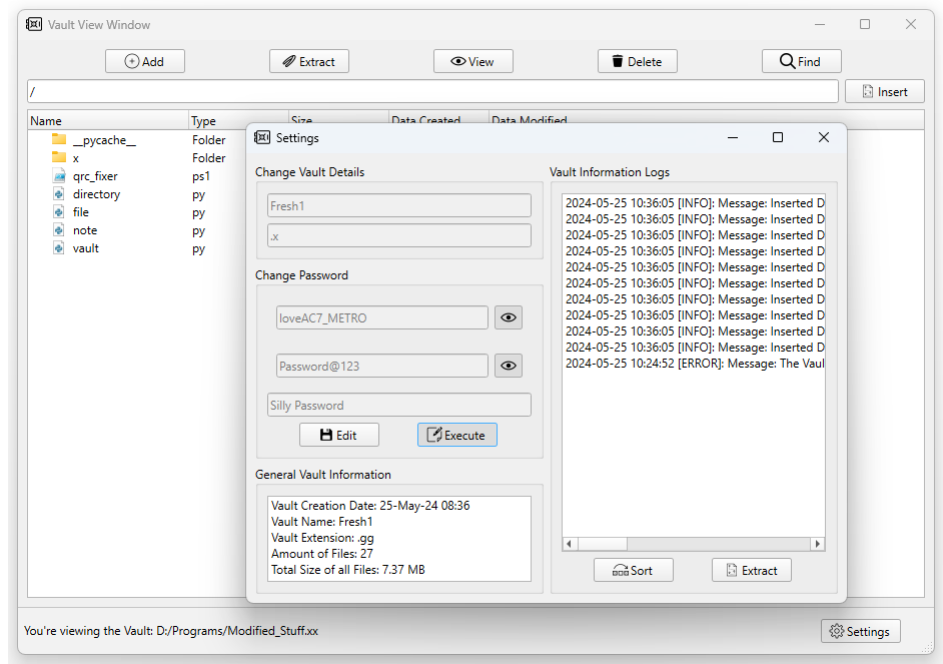 Vault View Window
Add Extract View Delete Find
/ Insert
Name Type Size Data Created Data Modified
__pycache__ Folder
x Folder
qrc_fixer ps1
directory py
file py
note py
vault py
Settings
Change Vault Details
Fresh1
.x
Change Password
loveAC7_METRO
Password@123
Silly Password
Edit Execute
General Vault Information
Vault Creation Date: 25-May-24 08:36
Vault Name: Fresh1
Vault Extension: .gg
Amount of Files: 27
Total Size of all Files: 7.37 MB
Vault Information Logs
2024-05-25 10:36:05 [INFO]: Message: Inserted D
2024-05-25 10:36:05 [INFO]: Message: Inserted D
2024-05-25 10:36:05 [INFO]: Message: Inserted D
2024-05-25 10:36:05 [INFO]: Message: Inserted D
2024-05-25 10:36:05 [INFO]: Message: Inserted D
2024-05-25 10:36:05 [INFO]: Message: Inserted D
2024-05-25 10:36:05 [INFO]: Message: Inserted D
2024-05-25 10:36:05 [INFO]: Message: Inserted D
2024-05-25 10:36:05 [INFO]: Message: Inserted D
2024-05-25 10:36:05 [INFO]: Message: Inserted D
2024-05-25 10:24:52 [ERROR]: Message: The Vaul
Sort Extract
You're viewing the Vault: D:/Programs/Modified_Stuff.xx
Settings